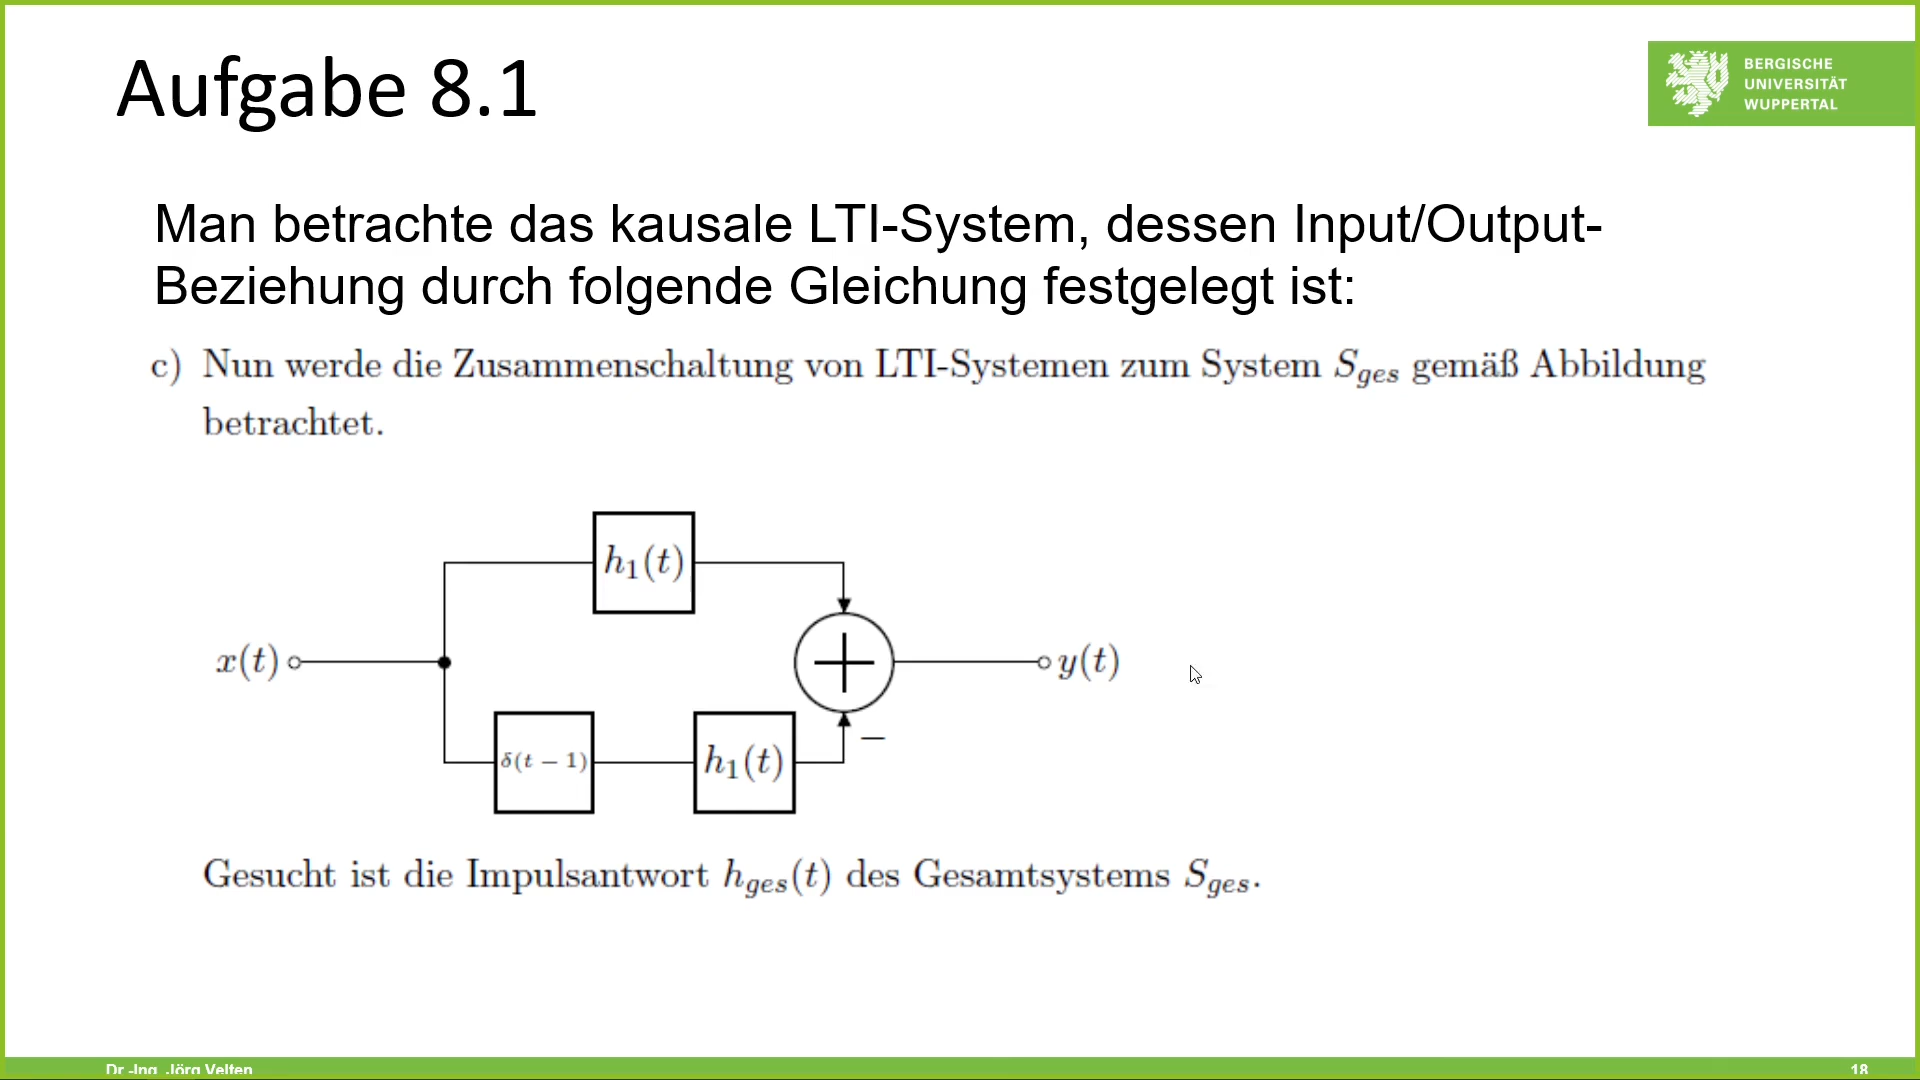 Aufgabe 8.1
BERGISCHE
UNIVERSITÄT
WUPPERTAL
Man betrachte das kausale LTI-System, dessen Input/Output-
Beziehung durch folgende Gleichung festgelegt ist:
c) Nun werde die Zusammenschaltung von LTI-Systemen zum System S_ges gemäß Abbildung
betrachtet.
h₁(t)
x(t)
+
y(t)
−
δ(t − 1)
h₁(t)
Gesucht ist die Impulsantwort h_ges(t) des Gesamtsystems S_ges.
Dr.-Ing. Jörg Velten
18